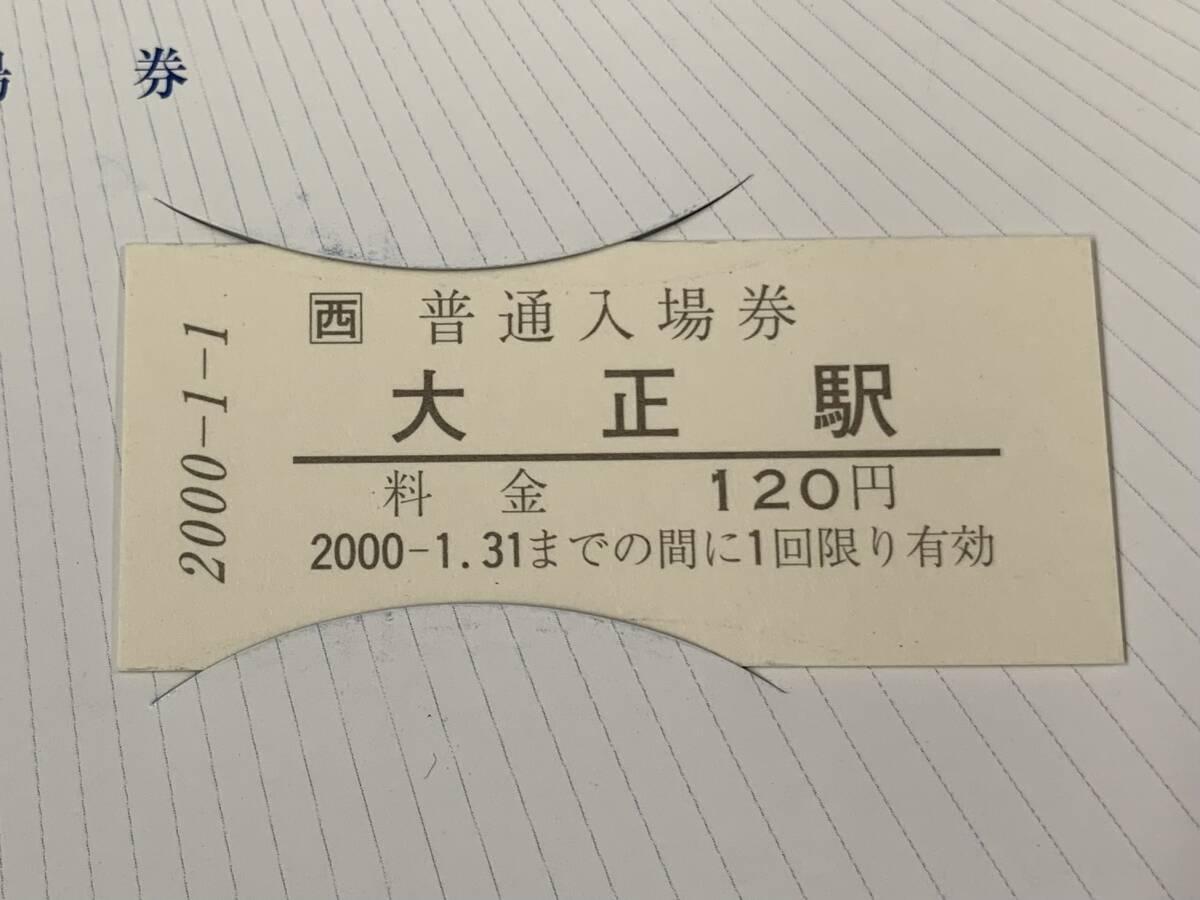 場 券
2000-1-1
西 普通入場券
大正駅
料金 120円
2000-1.31までの間に1回限り有効